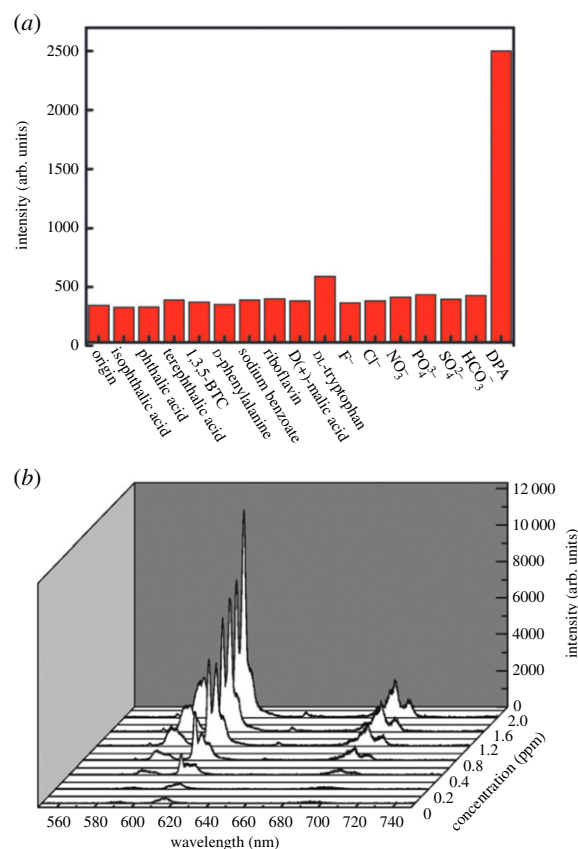 (a)
2500
2000
1500
1000
500
0
intensity (arb. units)
origin
isophthalic acid
phthalic acid
terephthalic acid
1,3,5-BTC
D-phenylalanine
sodium benzoate
riboflavin
D(+)-malic acid
DL-tryptophan
F⁻
Cl⁻
NO₃⁻
PO₄³⁻
SO₄²⁻
HCO₃⁻
DPA
(b)
12 000
10 000
8000
6000
4000
2000
0
intensity (arb. units)
2.0
1.6
1.2
0.8
0.4
0.2
0
concentration (ppm)
560 580 600 620 640 660 680 700 720 740
wavelength (nm)